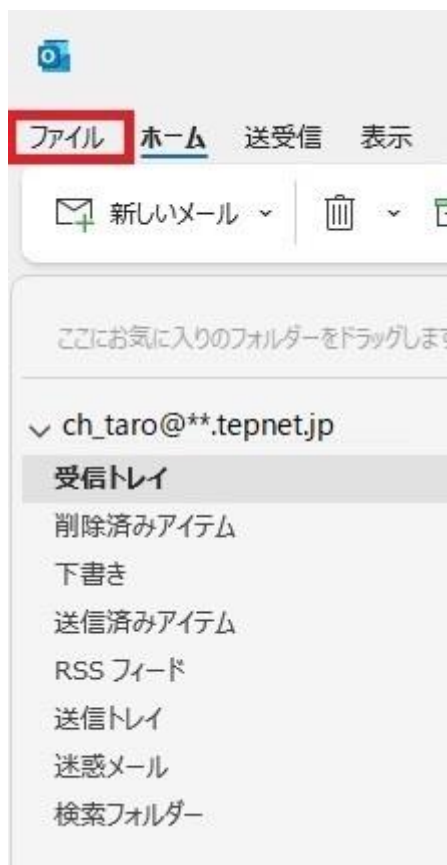 ファイル ホーム 送受信 表示
新しいメール
ここにお気に入りのフォルダーをドラッグします
ch_taro@**.tepnet.jp
受信トレイ
削除済みアイテム
下書き
送信済みアイテム
RSS フィード
送信トレイ
迷惑メール
検索フォルダー